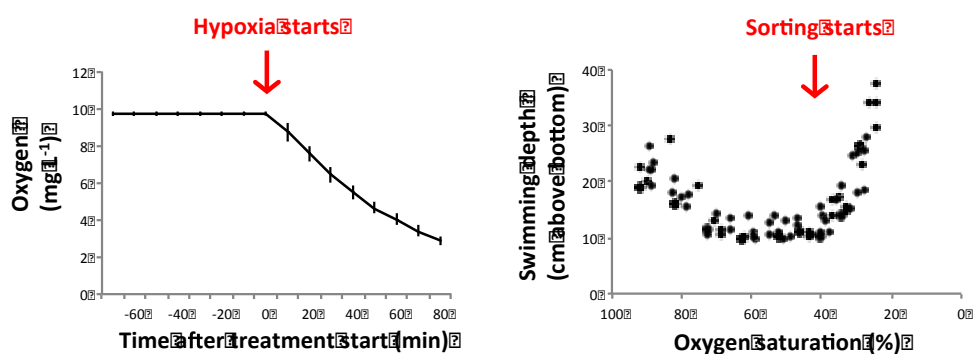 Hypoxia starts
Oxygen
(mg L-1)
12
10
8
6
4
2
0
-60 -40 -20 0 20 40 60 80
Time after treatment start (min)
Sorting starts
Swimming depth
(cm above bottom)
40
30
20
10
0
100 80 60 40 20 0
Oxygen saturation (%)